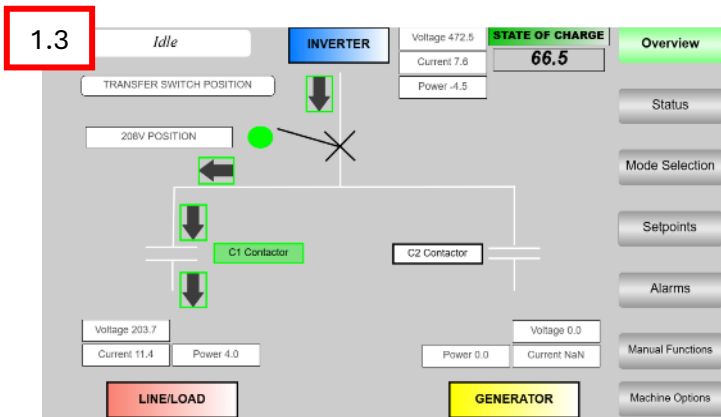 1.3
Idle
INVERTER
Voltage 472.5
Current 7.6
Power -4.5
STATE OF CHARGE
66.5
Overview
TRANSFER SWITCH POSITION
Status
208V POSITION
Mode Selection
Setpoints
C1 Contactor
C2 Contactor
Alarms
Voltage 203.7
Current 11.4
Power 4.0
Voltage 0.0
Power 0.0
Current NaN
Manual Functions
LINE/LOAD
GENERATOR
Machine Options